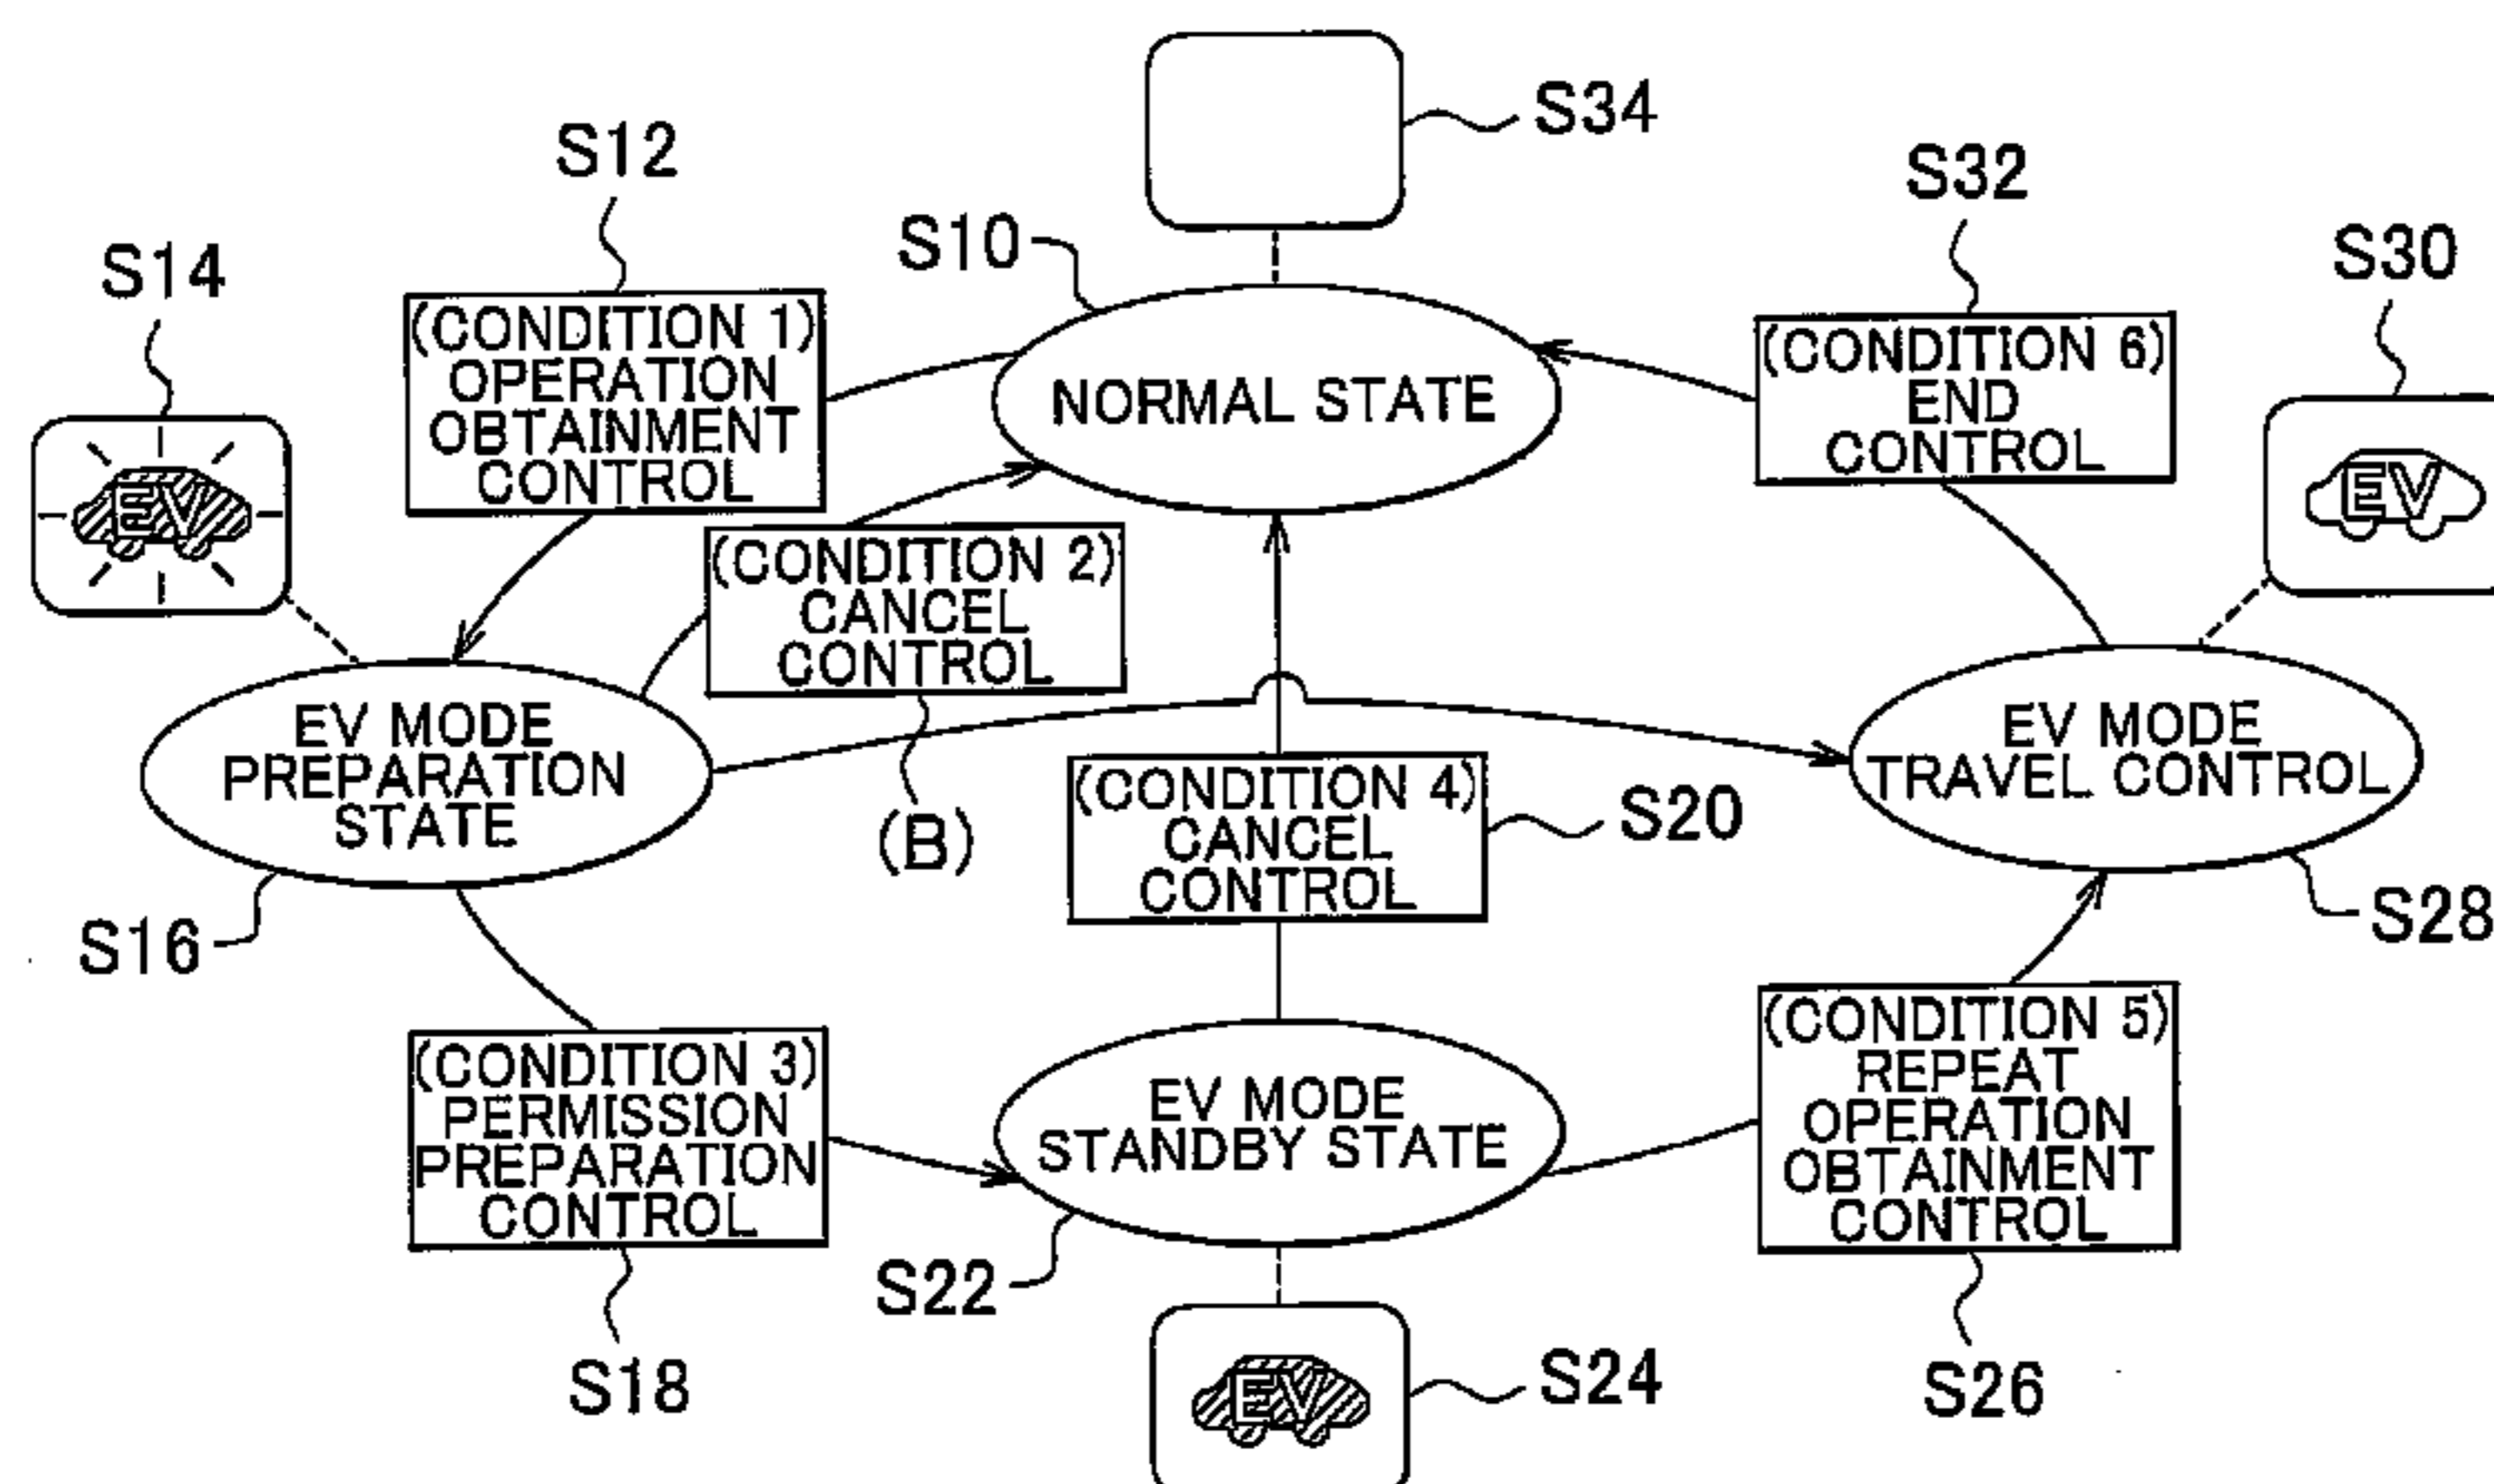 S34
S12
S32
S10
S30
S14
(CONDITION 1)
OPERATION
OBTAINMENT
CONTROL
NORMAL STATE
(CONDITION 6)
END
CONTROL
EV
EV
(CONDITION 2)
CANCEL
CONTROL
EV MODE
PREPARATION
STATE
(B)
(CONDITION 4)
CANCEL
CONTROL
S20
EV MODE
TRAVEL CONTROL
S16
S28
(CONDITION 3)
PERMISSION
PREPARATION
CONTROL
EV MODE
STANDBY STATE
(CONDITION 5)
REPEAT
OPERATION
OBTAINMENT
CONTROL
S22
S18
EV
S24
S26